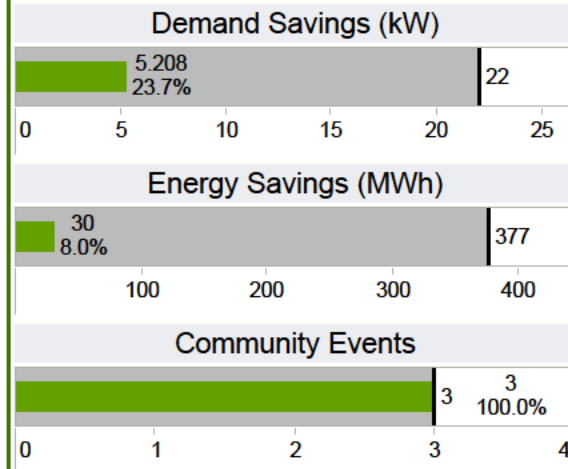 Demand Savings (kW)
5.208
23.7%
22
0 5 10 15 20 25
Energy Savings (MWh)
30
8.0%
377
100 200 300 400
Community Events
3
3
100.0%
0 1 2 3 4